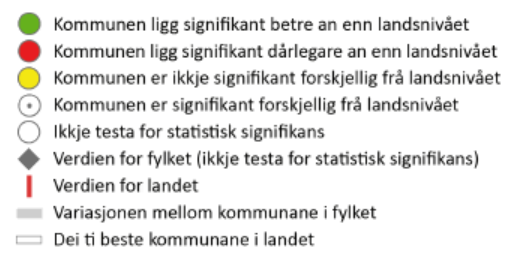 Kommunen ligg signifikant betre an enn landsnivået
Kommunen ligg signifikant dårlegare an enn landsnivået
Kommunen er ikkje signifikant forskjellig frå landsnivået
Kommunen er signifikant forskjellig frå landsnivået
Ikkje testa for statistisk signifikans
Verdien for fylket (ikkje testa for statistisk signifikans)
Verdien for landet
Variasjonen mellom kommunane i fylket
Dei ti beste kommunane i landet